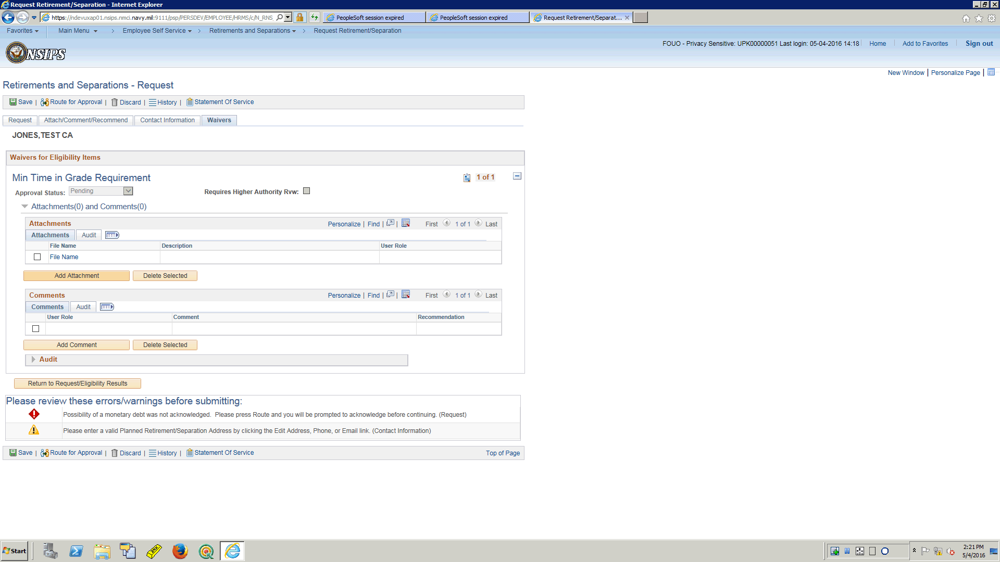 Request Retirement/Separation - Internet Explorer
https://ndevuxap01.nsips.nmci.navy.mil:9111/psp/PERSDEV/EMPLOYEE/HRMS/c/N_RNS_
PeopleSoft session expired
PeopleSoft session expired
Request Retirement/Separat...
Favorites
Main Menu > Employee Self Service > Retirements and Separations > Request Retirement/Separation
FOUO - Privacy Sensitive: UPK00000051 Last login: 05-04-2016 14:18
Home
Add to Favorites
Sign out
NSIPS
New Window | Personalize Page |
Retirements and Separations - Request
Save | Route for Approval | Discard | History | Statement Of Service
Request
Attach/Comment/Recommend
Contact Information
Waivers
JONES,TEST CA
Waivers for Eligibility Items
Min Time in Grade Requirement
1 of 1
Approval Status: Pending
Requires Higher Authority Rvw:
Attachments(0) and Comments(0)
Attachments
Personalize | Find | |
First 1 of 1 Last
Attachments
Audit
File Name
Description
User Role
File Name
Add Attachment
Delete Selected
Comments
Personalize | Find | |
First 1 of 1 Last
Comments
Audit
User Role
Comment
Recommendation
Add Comment
Delete Selected
Audit
Return to Request/Eligibility Results
Please review these errors/warnings before submitting:
Possibility of a monetary debt was not acknowledged. Please press Route and you will be prompted to acknowledge before continuing. (Request)
Please enter a valid Planned Retirement/Separation Address by clicking the Edit Address, Phone, or Email link. (Contact Information)
Save | Route for Approval | Discard | History | Statement Of Service
Top of Page
Start
2:21 PM
5/4/2016